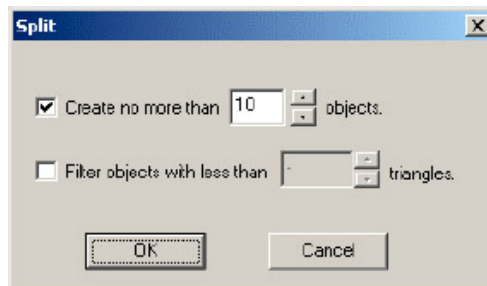 Split
Create no more than 10 objects.
Filter objects with less than - triangles.
OK Cancel